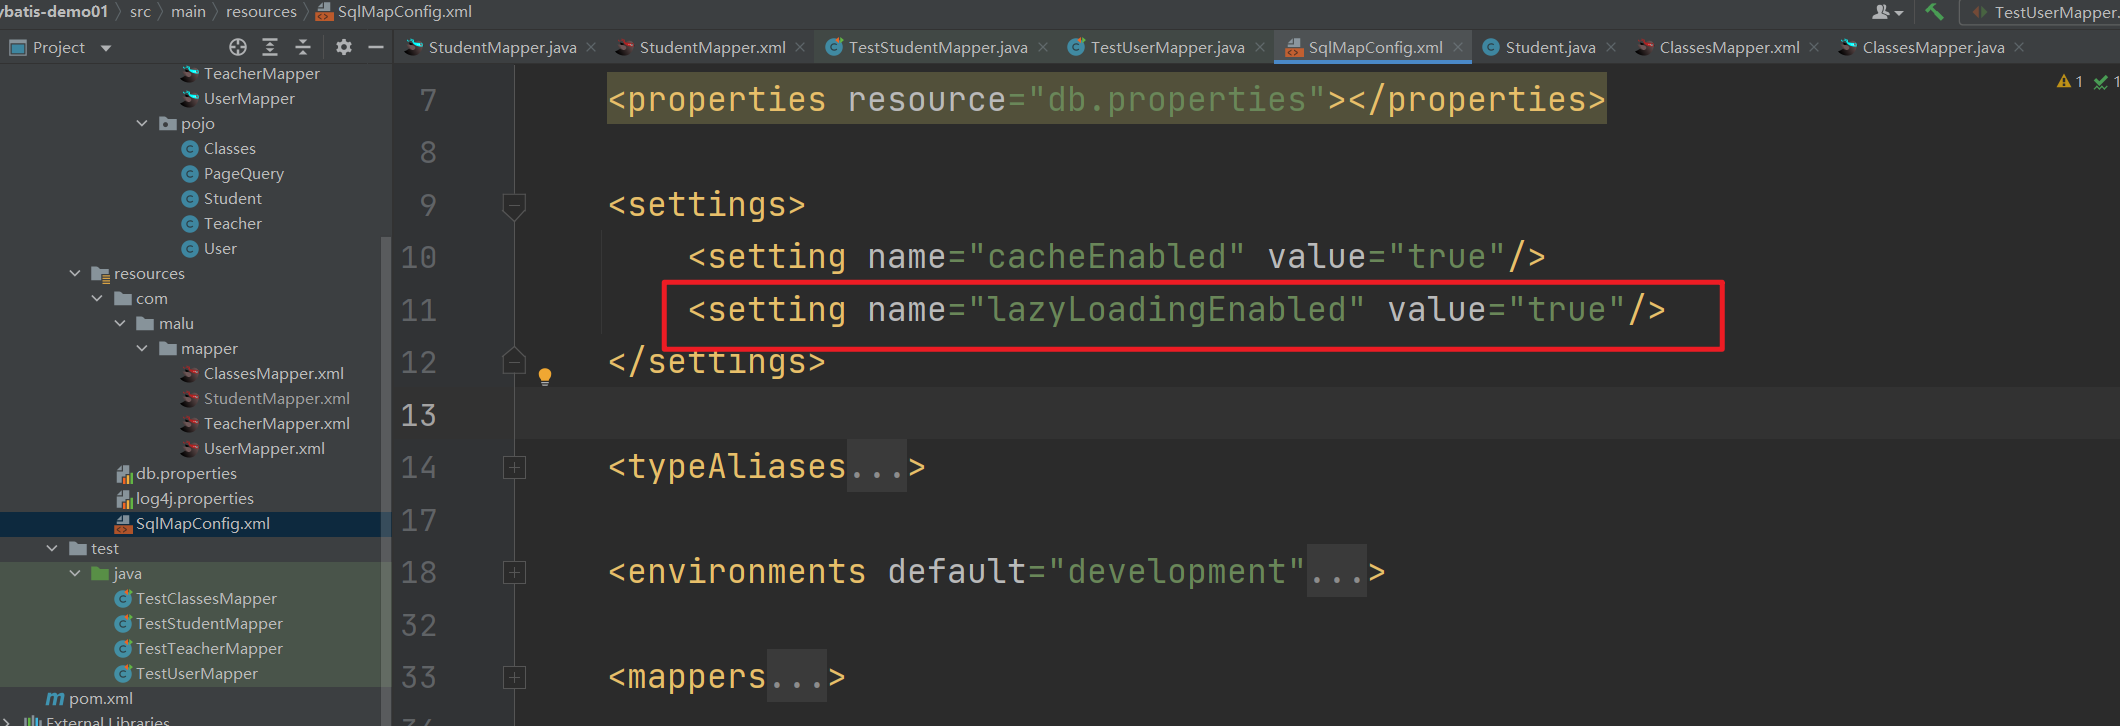 ybatis-demo01 〉 src 〉 main 〉 resources 〉 SqlMapConfig.xml
TestUserMapper.
Project
StudentMapper.java
StudentMapper.xml
TestStudentMapper.java
TestUserMapper.java
SqlMapConfig.xml
Student.java
ClassesMapper.xml
ClassesMapper.java
TeacherMapper
UserMapper
pojo
Classes
PageQuery
Student
Teacher
User
resources
com
malu
mapper
ClassesMapper.xml
StudentMapper.xml
TeacherMapper.xml
UserMapper.xml
db.properties
log4j.properties
SqlMapConfig.xml
test
java
TestClassesMapper
TestStudentMapper
TestTeacherMapper
TestUserMapper
pom.xml
External Libraries
1 1
7 <properties resource="db.properties"></properties>
8
9 <settings>
10 <setting name="cacheEnabled" value="true"/>
11 <setting name="lazyLoadingEnabled" value="true"/>
12 </settings>
13
14 <typeAliases...>
17
18 <environments default="development"...>
32
33 <mappers...>
34